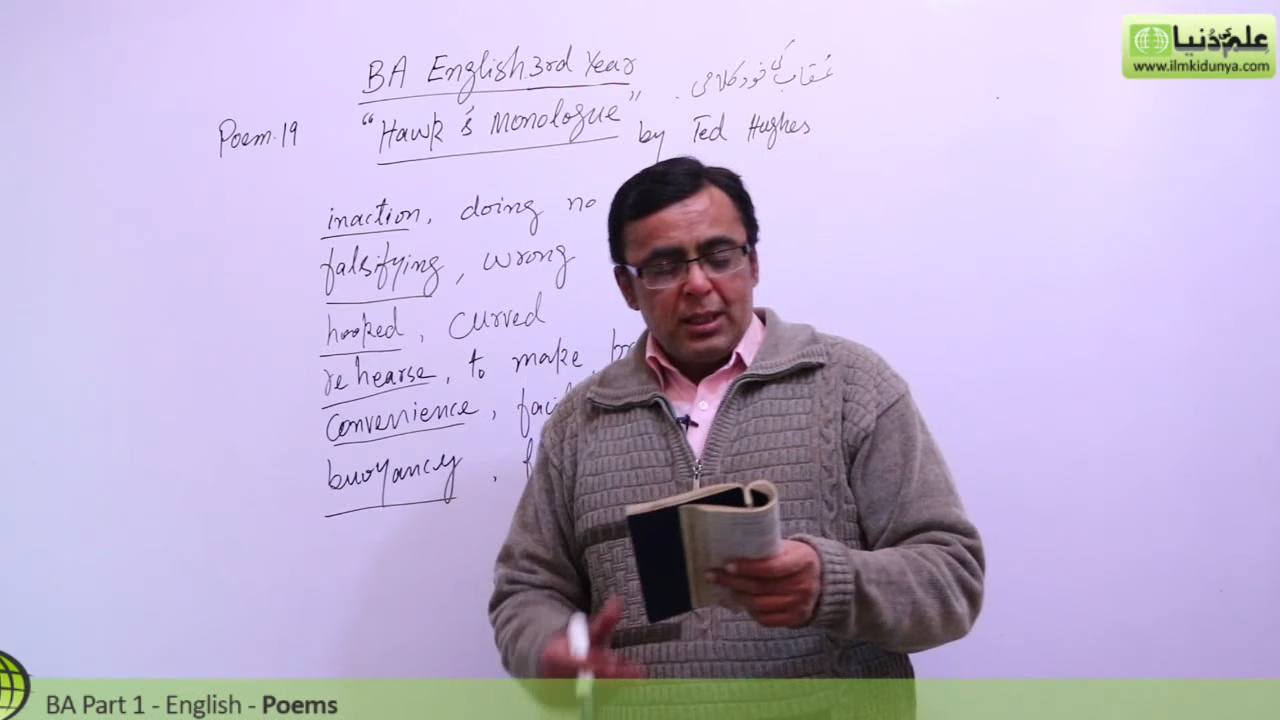 علم کی دُنیا
www.ilmkidunya.com
BA English 3rd Year
عقاب کی خود کلامی
Poem.19 "Hawk's Monologue" by Ted Hughes
inaction, doing no
falsifying, wrong
hooked, curved
rehearse, to make
convenience,
buoyancy,
BA Part 1 - English - Poems